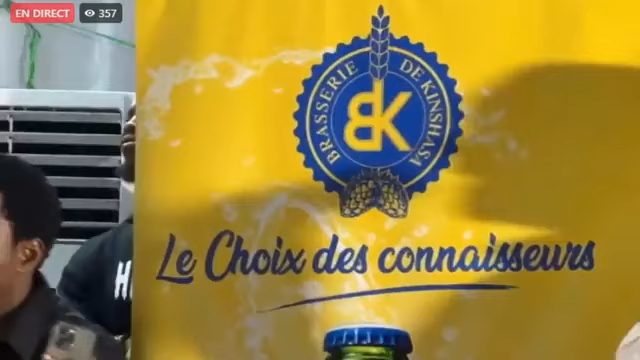 EN DIRECT 357
BRASSERIE DE KINSHASA
BK
Le Choix des connaisseurs
H